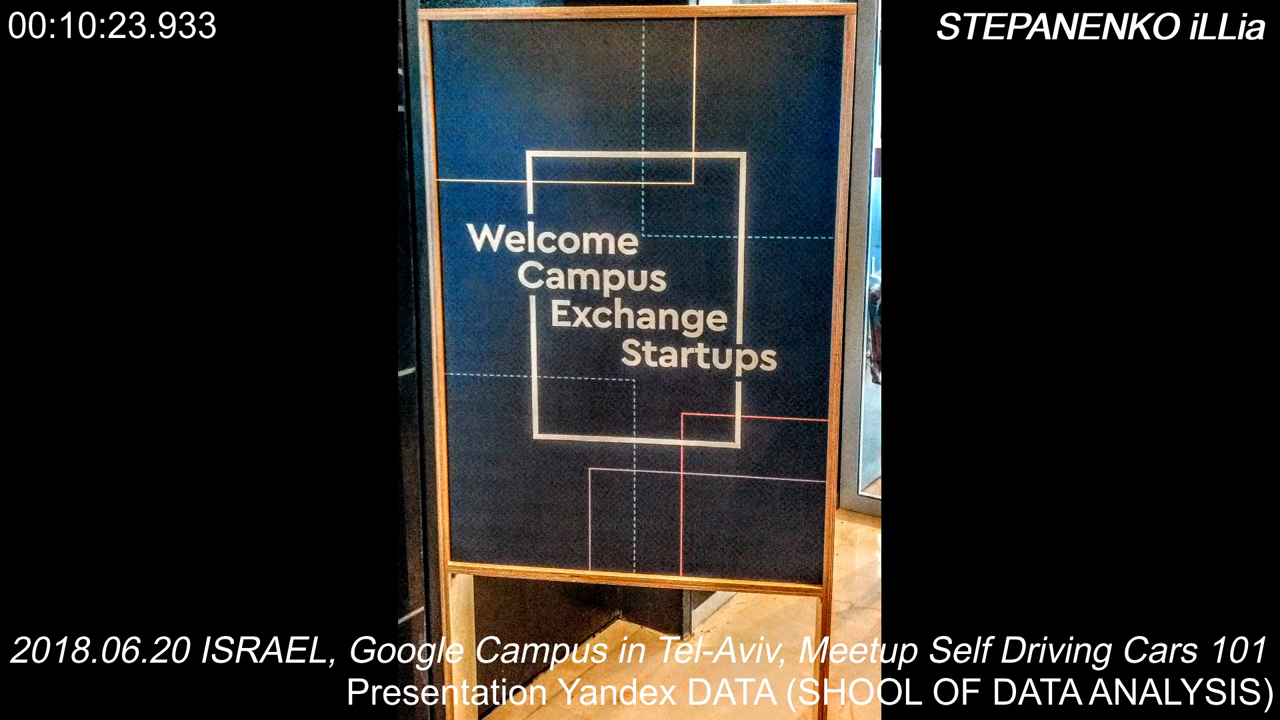 00:10:23.933
STEPANENKO iLLia
Welcome
Campus
Exchange
Startups
2018.06.20 ISRAEL, Google Campus in Tel-Aviv, Meetup Self Driving Cars 101
Presentation Yandex DATA (SHOOL OF DATA ANALYSIS)